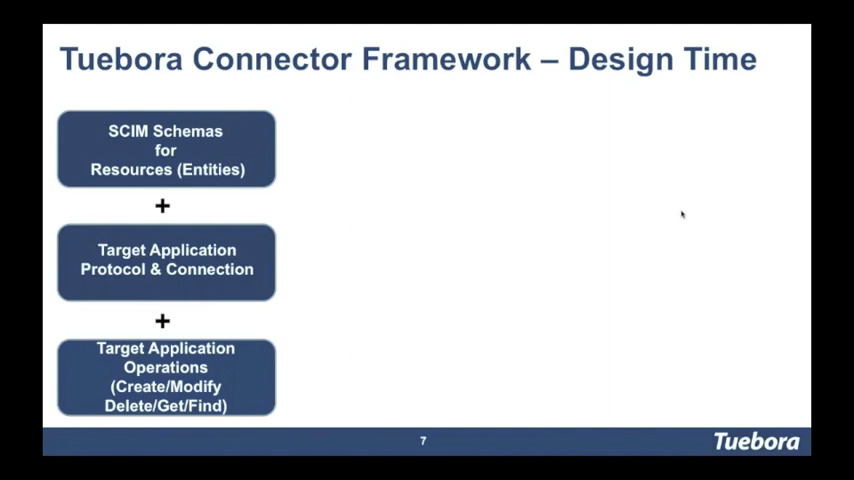 Tuebora Connector Framework – Design Time
SCIM Schemas
for
Resources (Entities)
+
Target Application
Protocol & Connection
+
Target Application
Operations
(Create/Modify
Delete/Get/Find)
7
Tuebora